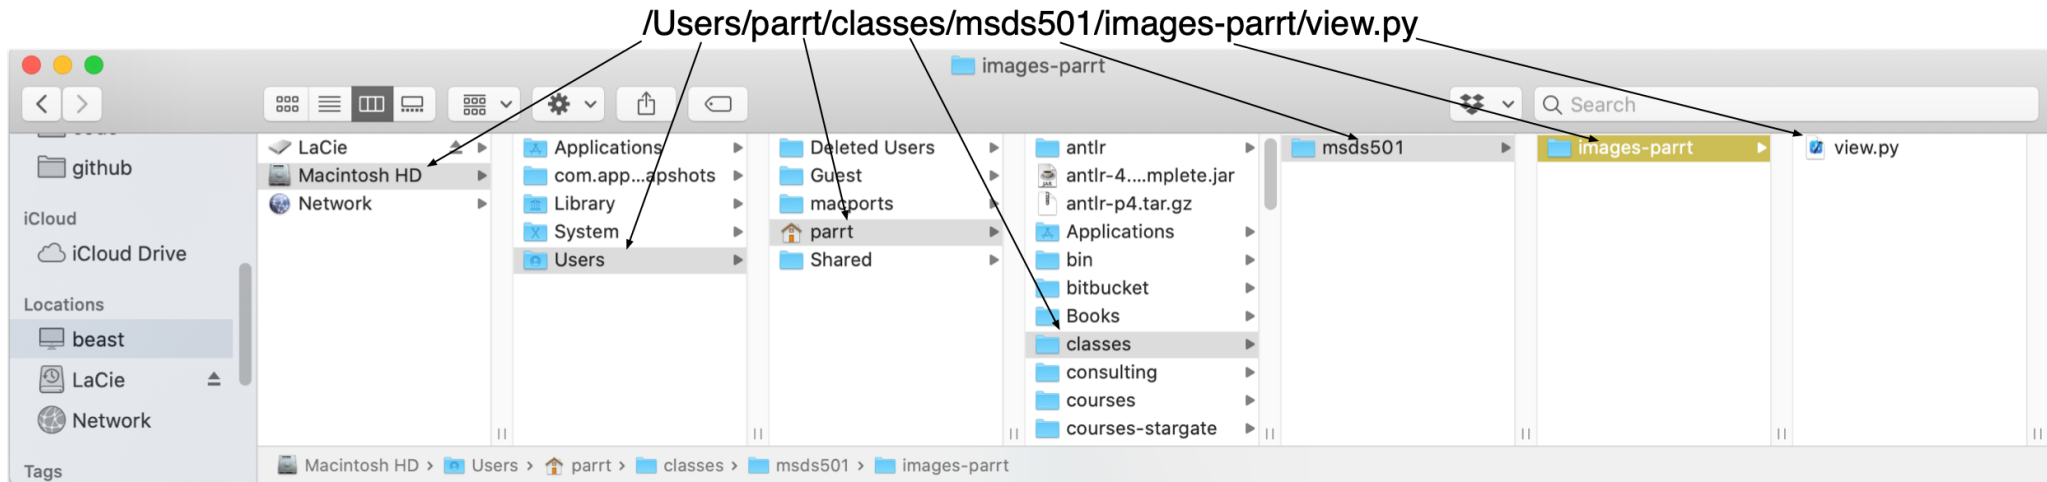 /Users/parrt/classes/msds501/images-parrt/view.py
images-parrt
Search
github
iCloud
iCloud Drive
Locations
beast
LaCie
Network
Tags
LaCie
Macintosh HD
Network
Applications
com.app...apshots
Library
System
Users
Deleted Users
Guest
macports
parrt
Shared
antlr
antlr-4....mplete.jar
antlr-p4.tar.gz
Applications
bin
bitbucket
Books
classes
consulting
courses
courses-stargate
msds501
images-parrt
view.py
Macintosh HD › Users › parrt › classes › msds501 › images-parrt